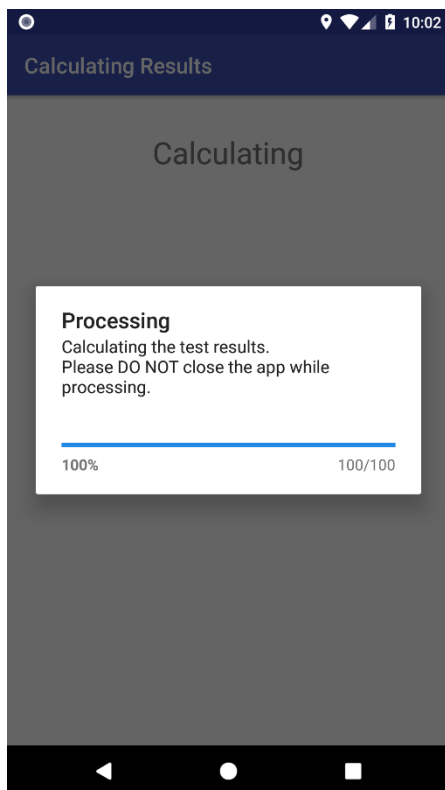 10:02
Calculating Results
Calculating
Processing
Calculating the test results.
Please DO NOT close the app while
processing.
100% 100/100